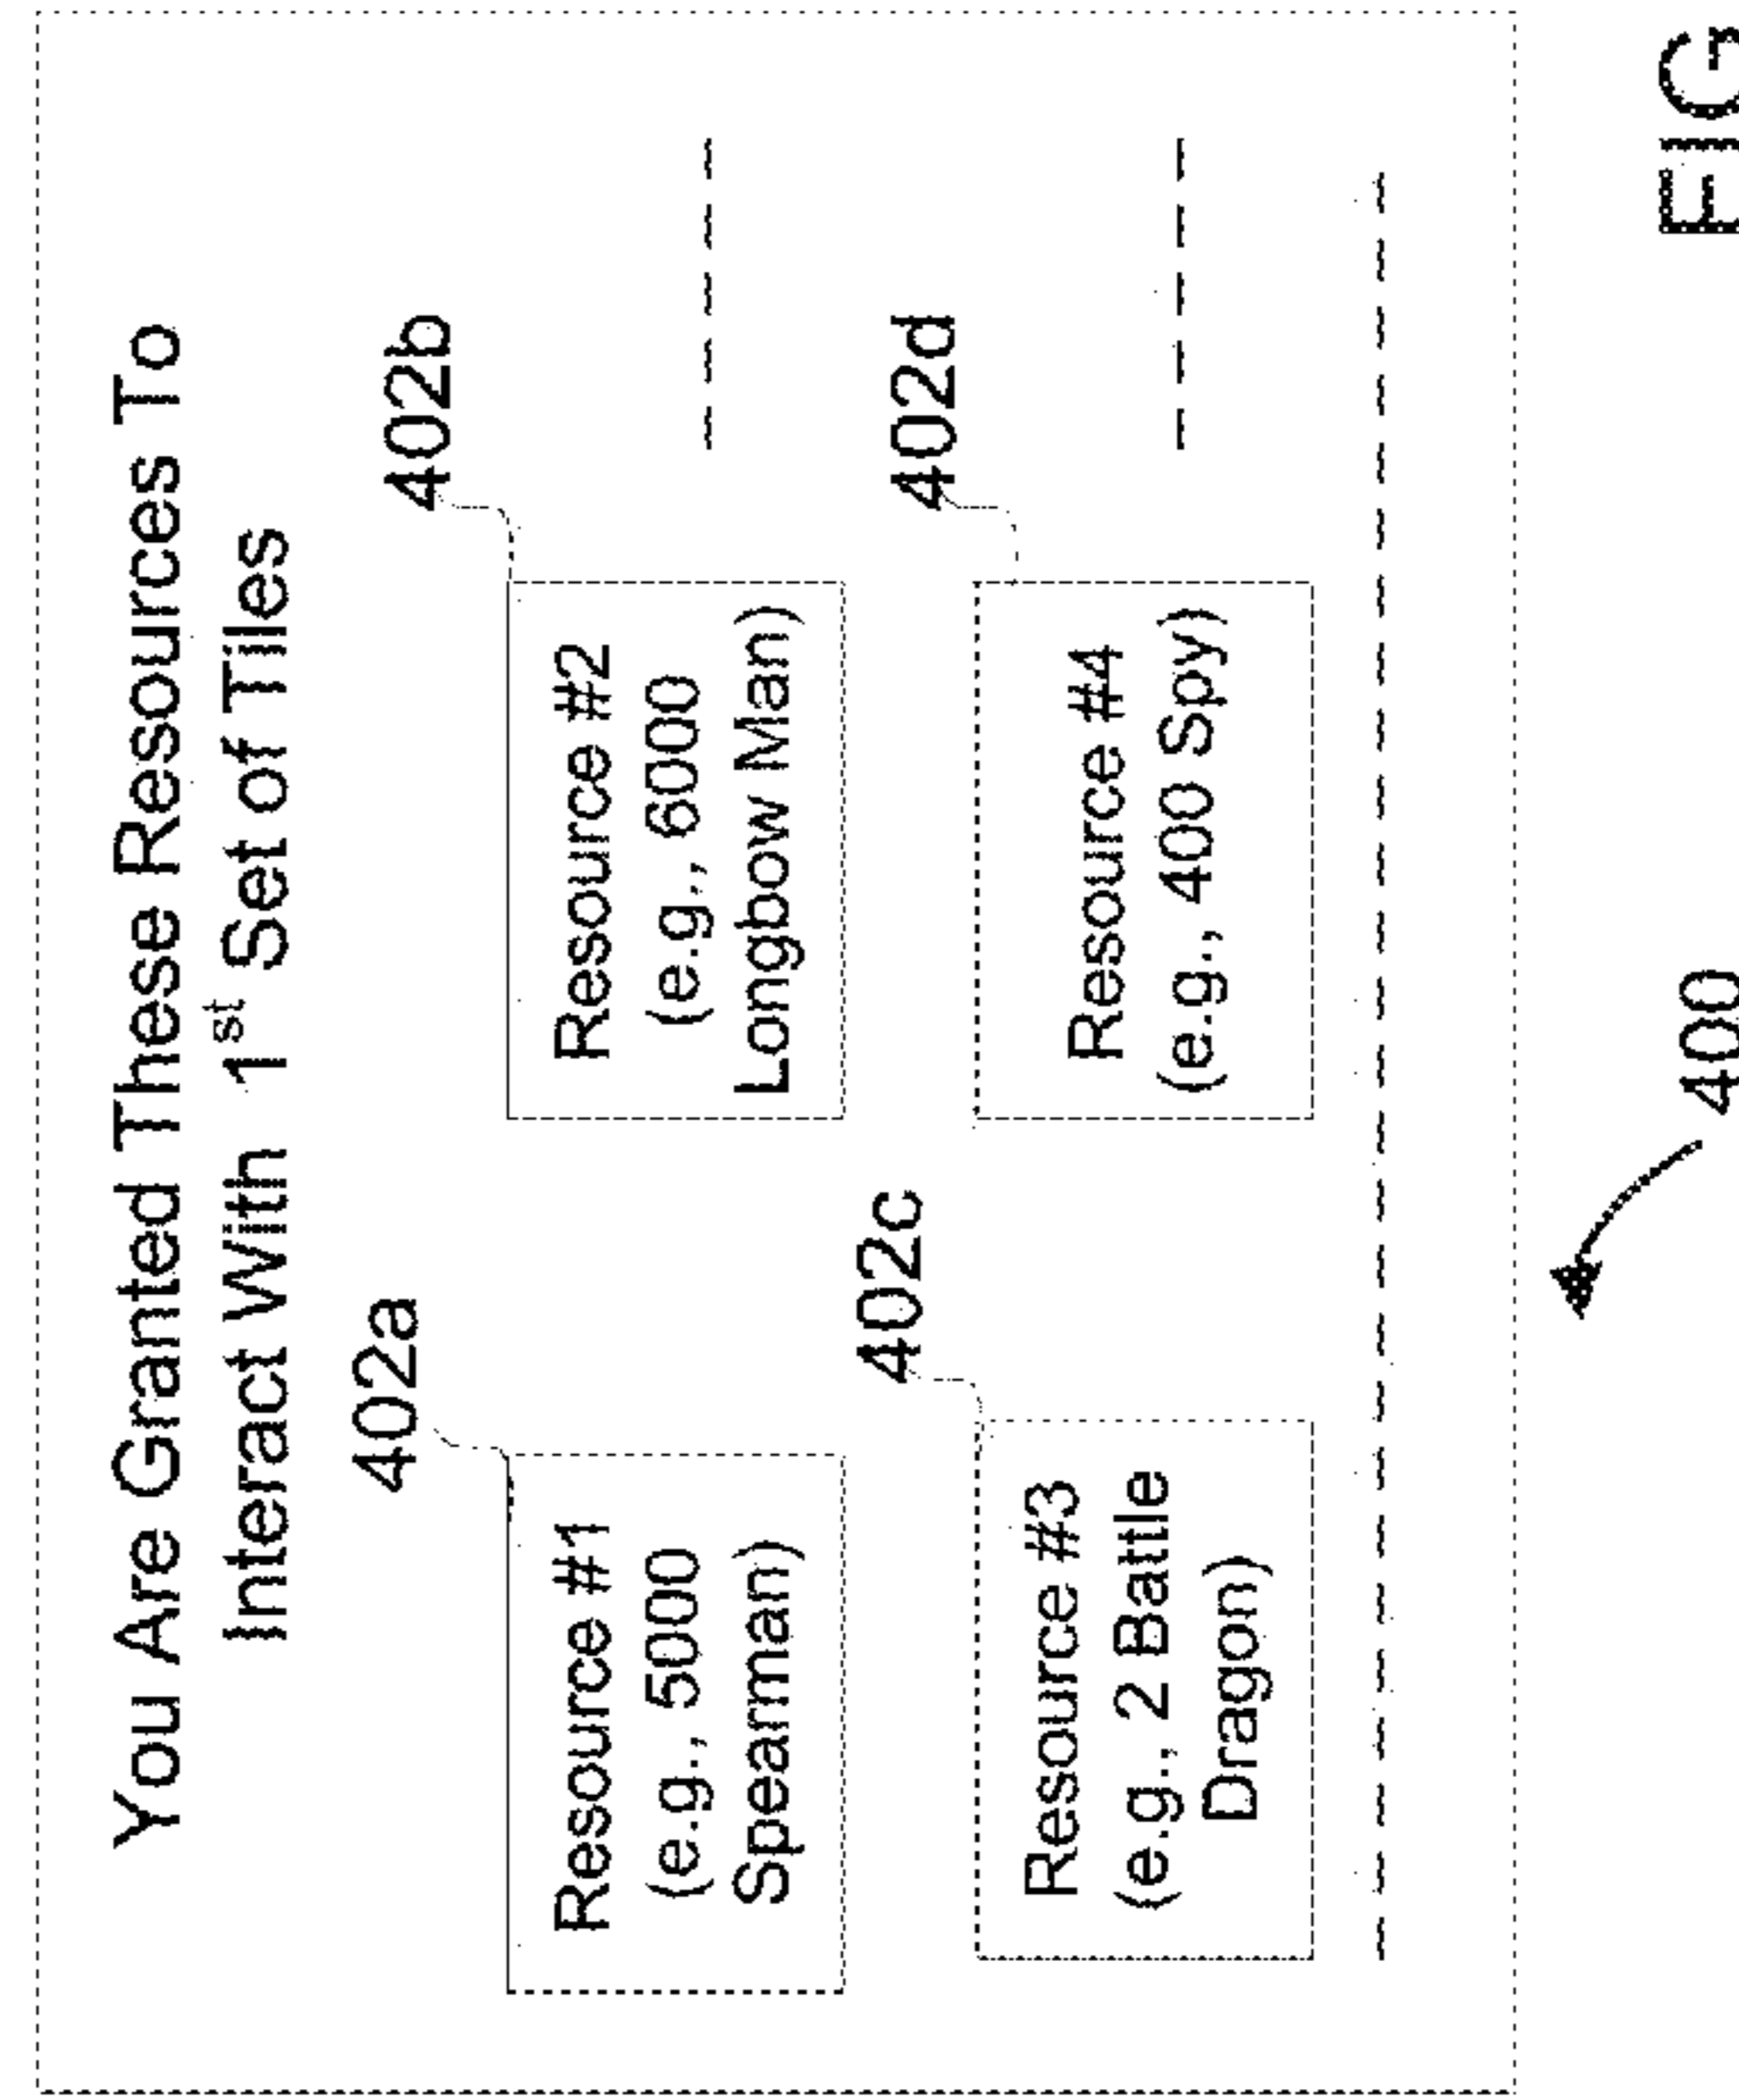 You Are Granted These Resources To
Interact With 1st Set of Tiles
402a
402b
Resource #1
(e.g., 5000
Spearman)
Resource #2
(e.g., 6000
Longbow Man)
402c
402d
Resource #3
(e.g., 2 Battle
Dragon)
Resource #4
(e.g., 400 Spy)
400
FIG